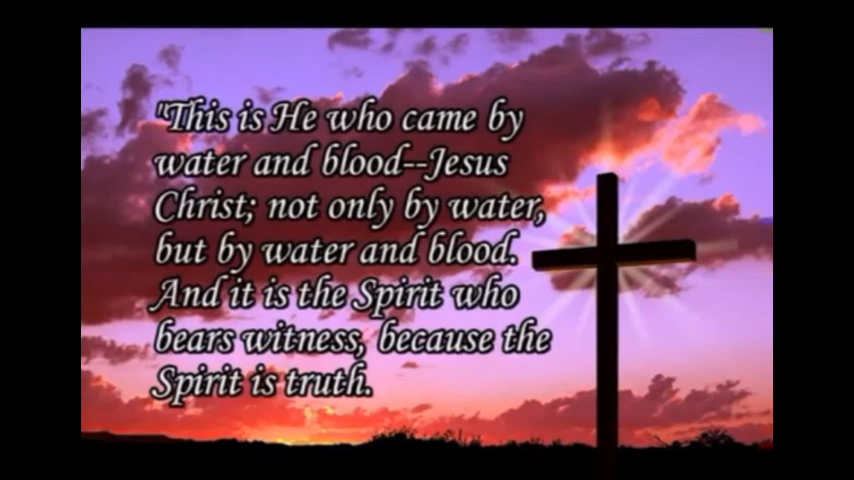 "This is He who came by
water and blood--Jesus
Christ; not only by water,
but by water and blood.
And it is the Spirit who
bears witness, because the
Spirit is truth.